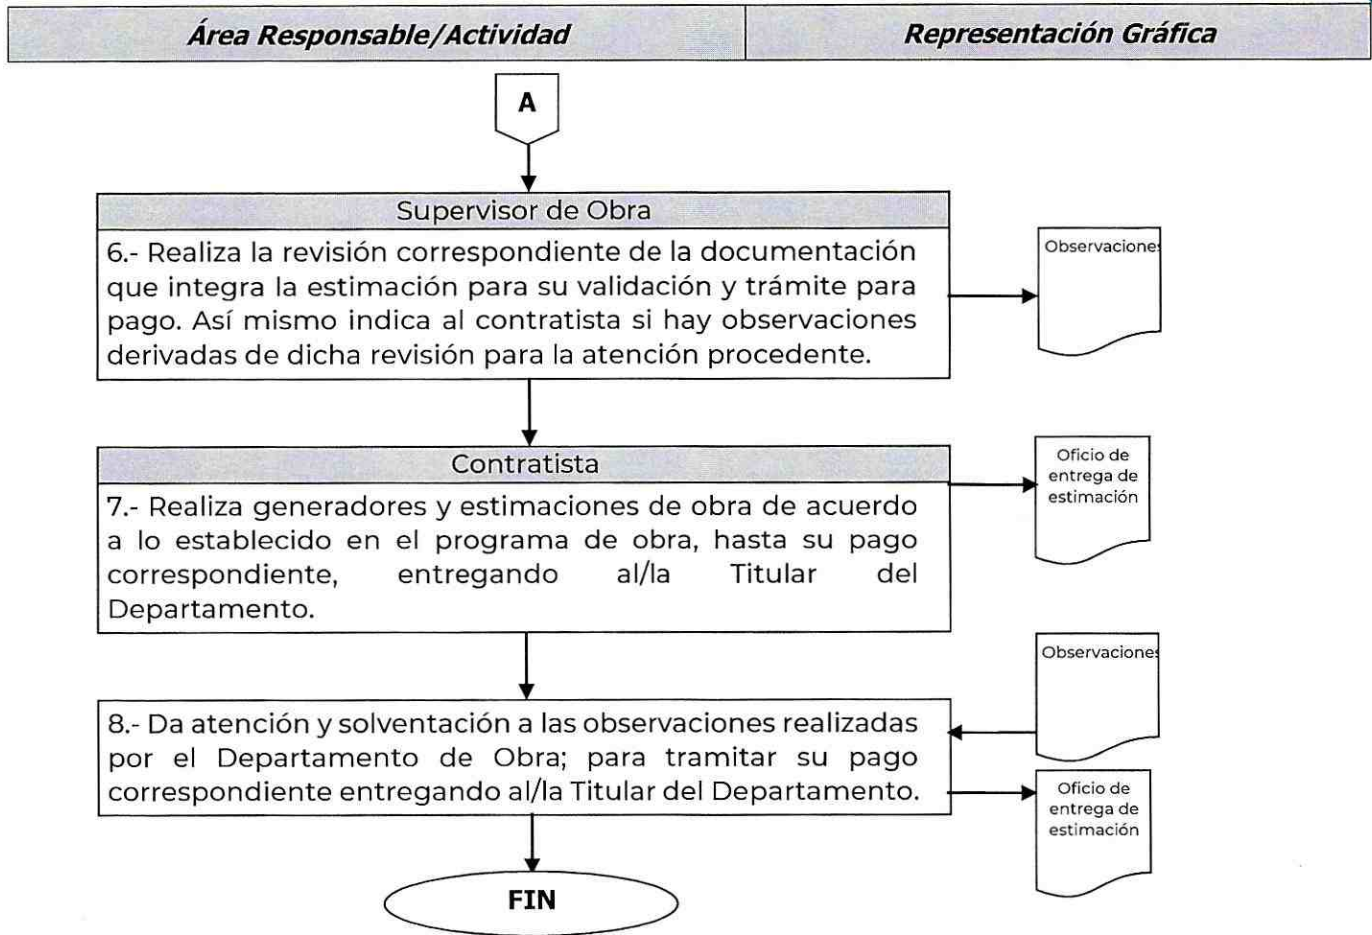 Área Responsable/Actividad
Representación Gráfica
A
Supervisor de Obra
6.- Realiza la revisión correspondiente de la documentación
que integra la estimación para su validación y trámite para
pago. Así mismo indica al contratista si hay observaciones
derivadas de dicha revisión para la atención procedente.
Observaciones
Contratista
7.- Realiza generadores y estimaciones de obra de acuerdo
a lo establecido en el programa de obra, hasta su pago
correspondiente, entregando al/la Titular del
Departamento.
Oficio de
entrega de
estimación
Observaciones
8.- Da atención y solventación a las observaciones realizadas
por el Departamento de Obra; para tramitar su pago
correspondiente entregando al/la Titular del Departamento.
Oficio de
entrega de
estimación
FIN